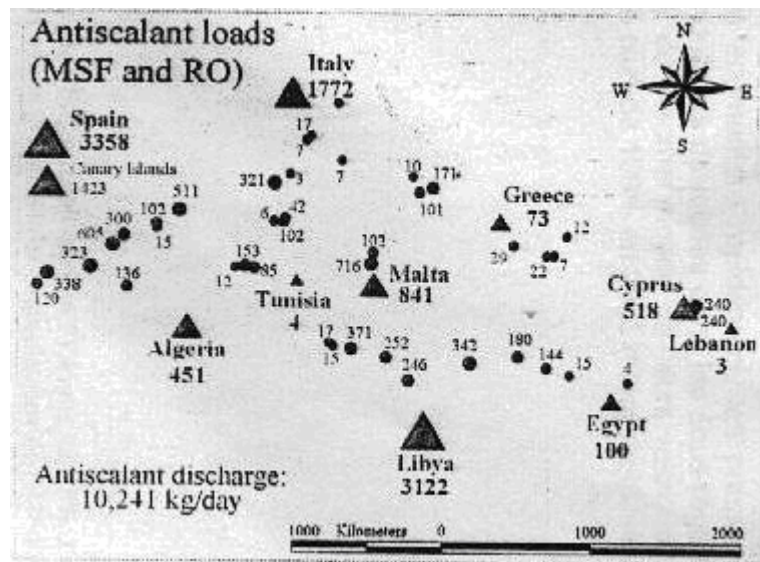 Antiscalant loads
(MSF and RO)
N
W
E
S
Italy
1772
Spain
3358
Canary Islands
1423
17
7
7
321
3
10
171
101
511
102
300
605
15
323
338
120
136
6
42
102
153
12
85
Greece
73
12
29
22
7
102
716
Malta
841
Tunisia
4
Cyprus
518
240
240
Lebanon
3
Algeria
451
17
15
371
252
246
342
180
144
15
4
Egypt
100
Libya
3122
Antiscalant discharge:
10,241 kg/day
1000 Kilometers 0 1000 2000